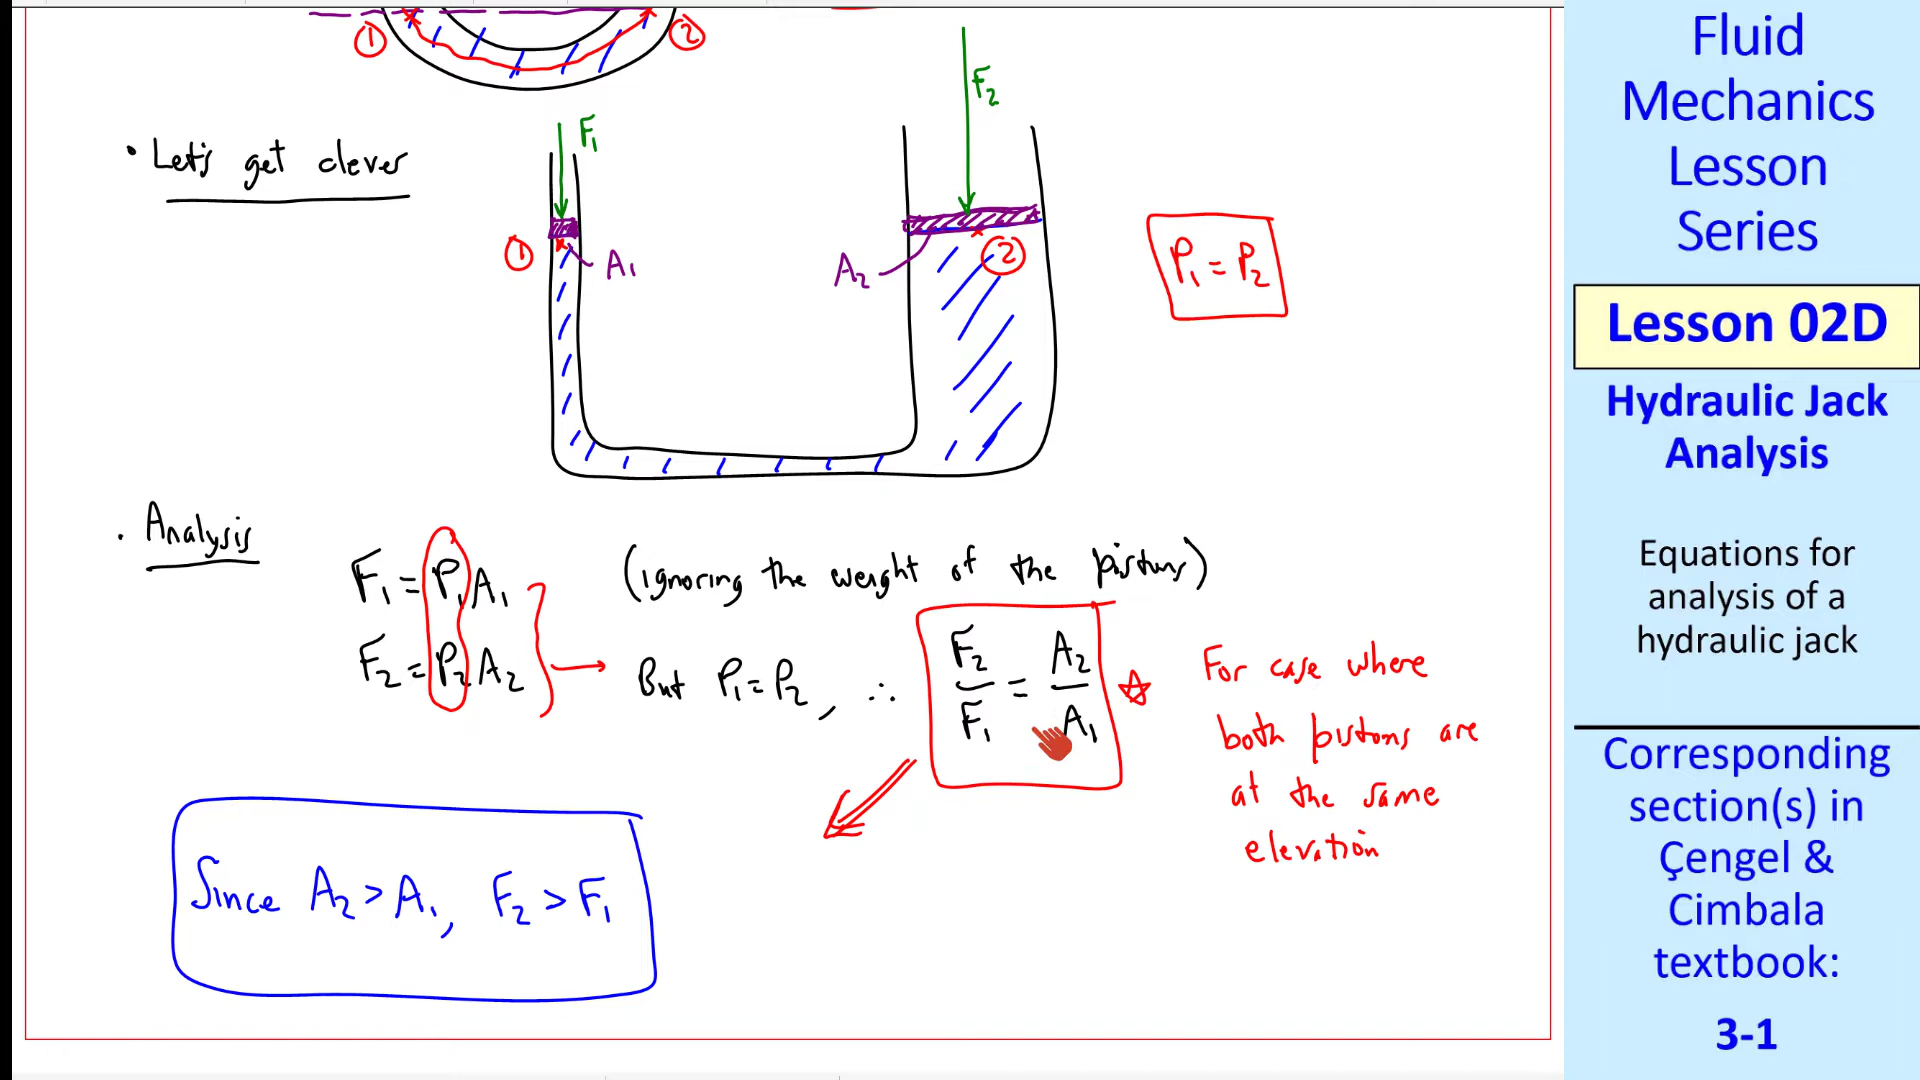 ① ②
F₂
F₁
• Let's get clever
① A₁ A₂ ② P₁ = P₂
• Analysis
F₁ = P₁A₁ (ignoring the weight of the pistons)
F₂ = P₂A₂ But P₁ = P₂, ∴ F₂/F₁ = A₂/A₁ ☆
For case where
both pistons are
at the same
elevation
Since A₂ > A₁, F₂ > F₁
Fluid
Mechanics
Lesson
Series
Lesson 02D
Hydraulic Jack
Analysis
Equations for
analysis of a
hydraulic jack
Corresponding
section(s) in
Çengel &
Cimbala
textbook:
3-1